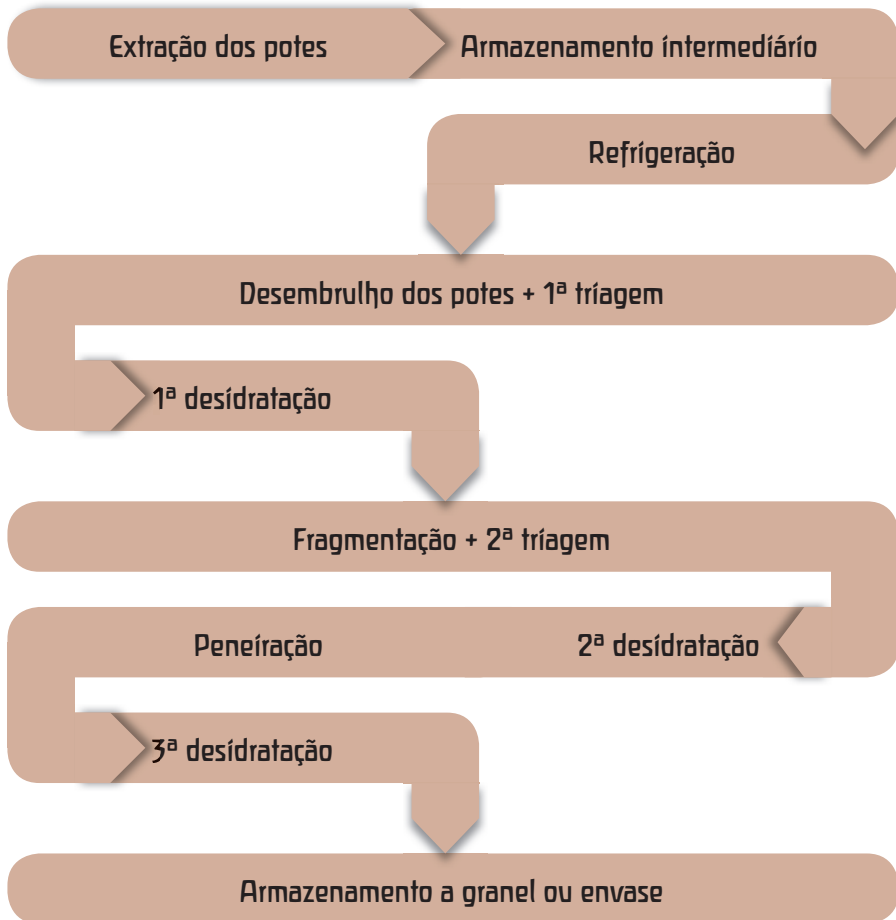 Extração dos potes
Armazenamento intermediário
Refrigeração
Desembrulho dos potes + 1ª triagem
1ª desidratação
Fragmentação + 2ª triagem
2ª desidratação
Peneiração
3ª desidratação
Armazenamento a granel ou envase